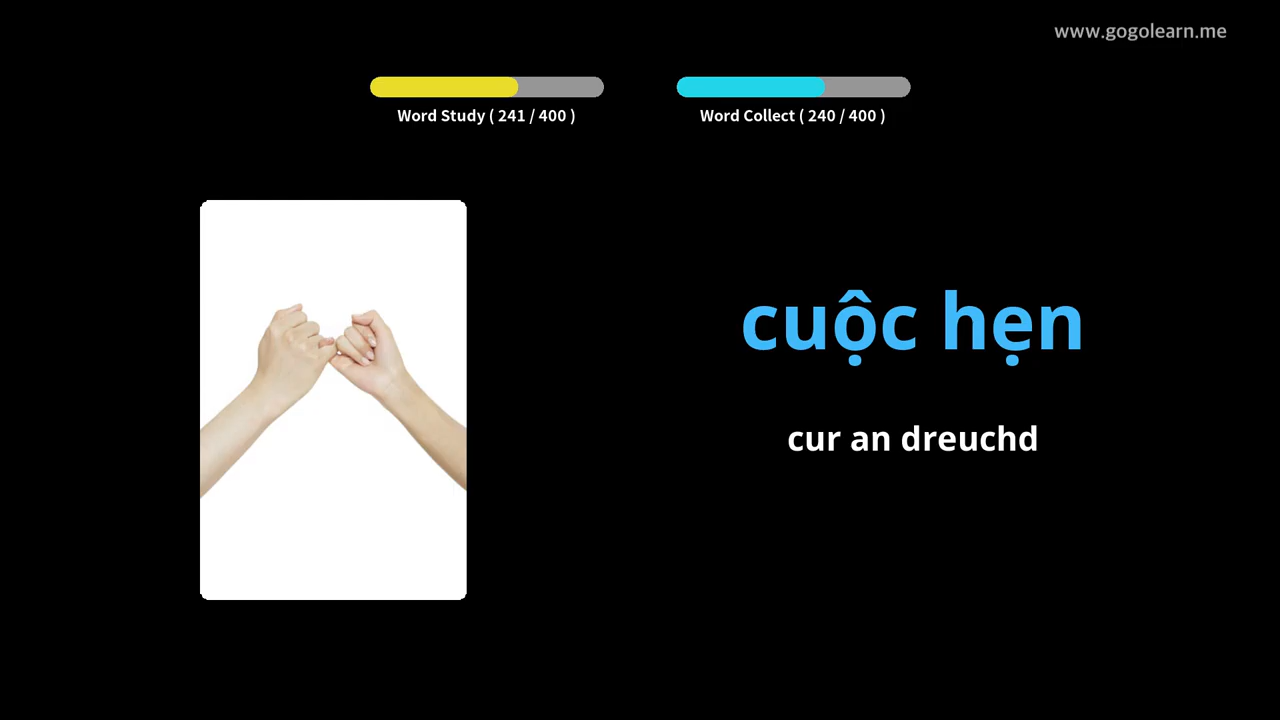 www.gogolearn.me
Word Study ( 241 / 400 )
Word Collect ( 240 / 400 )
cuộc hẹn
cur an dreuchd